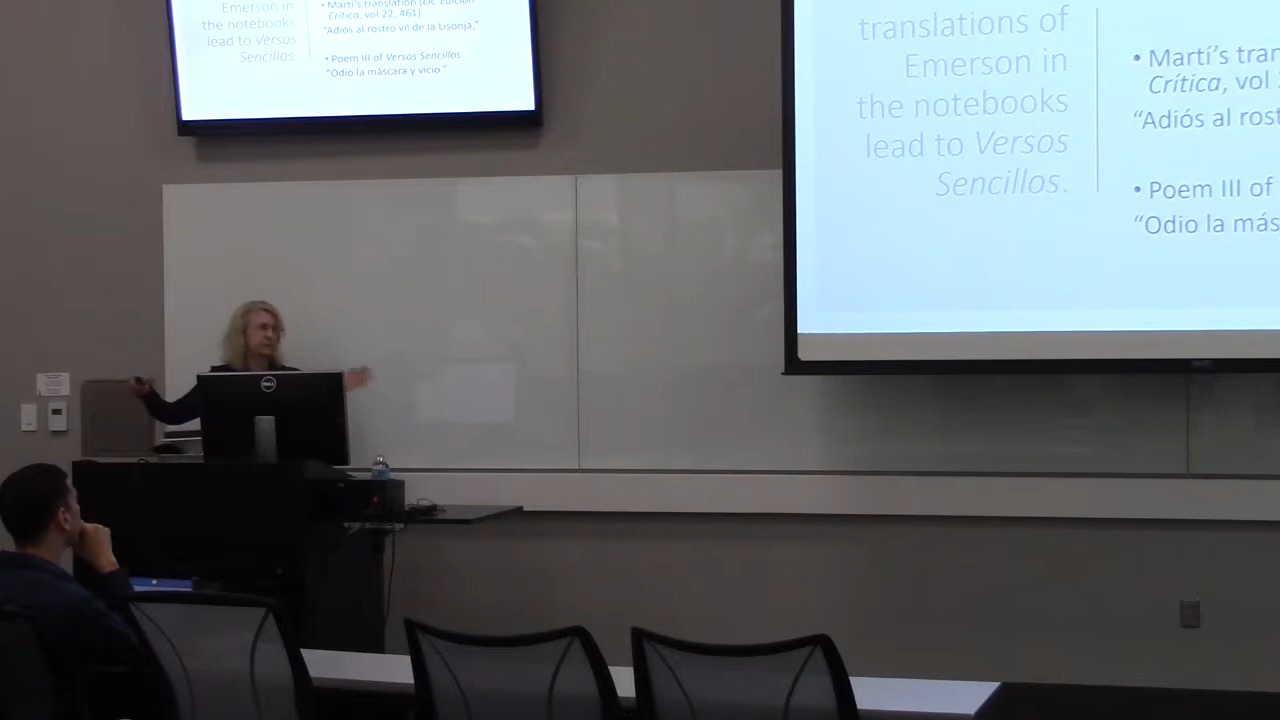 Emerson in
the notebooks
lead to Versos
Sencillos.
• Martí's translation (OC Edición
Crítica, vol 22, 461)
"Adiós al rostro vil de la Lisonja,"
• Poem III of Versos Sencillos
"Odio la máscara y vicio."
translations of
Emerson in
the notebooks
lead to Versos
Sencillos.
• Martí's tran
Crítica, vol
"Adiós al rost
• Poem III of
"Odio la más
DELL